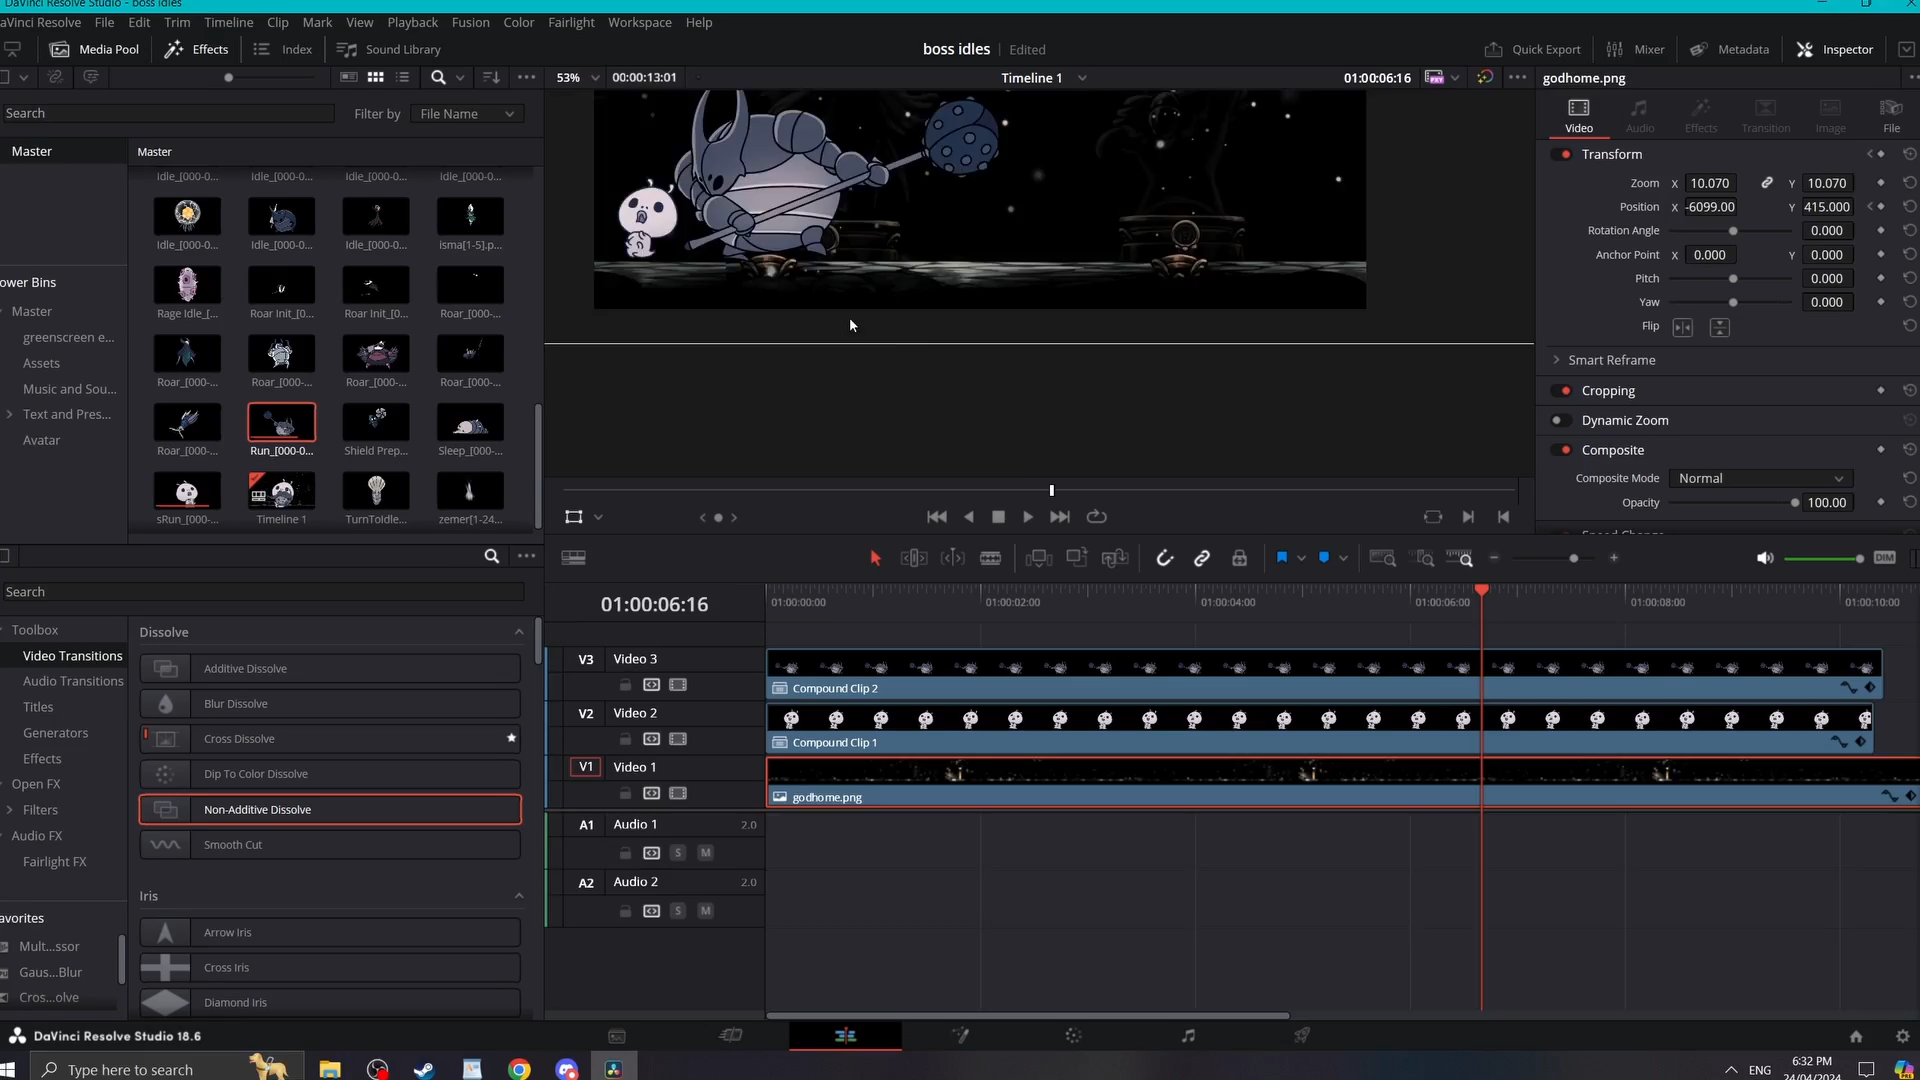 DaVinci Resolve Studio - boss idles
aVinci Resolve File Edit Trim Timeline Clip Mark View Playback Fusion Color Fairlight Workspace Help
Media Pool Effects Index Sound Library boss idles Edited Quick Export Mixer Metadata Inspector
53% 00:00:13:01 Timeline 1 01:00:06:16 godhome.png
Search Filter by File Name
Video Audio Effects Transition Image File
Master Master
Transform
Idle_[000-0... Idle_[000-0... Idle_[000-0... Idle_[000-0...
Zoom X 10.070 Y 10.070
Position X -6099.00 Y 415.000
Rotation Angle 0.000
Idle_[000-0... Idle_[000-0... Idle_[000-0... isma[1-5].p...
Anchor Point X 0.000 Y 0.000
Pitch 0.000
ower Bins
Yaw 0.000
Master Rage Idle_[... Roar Init_[0... Roar Init_[0... Roar_[000-...
Flip
greenscreen e...
Smart Reframe
Assets
Roar_[000-... Roar_[000-... Roar_[000-... Roar_[000-...
Music and Sou...
Cropping
Text and Pres...
Dynamic Zoom
Avatar
Roar_[000-... Run_[000-0... Shield Prep... Sleep_[000-...
Composite
Composite Mode Normal
Opacity 100.00
sRun_[000-... Timeline 1 TurnToIdle... zemer[1-24...
Speed Change
DIM
Search
01:00:06:16
01:00:00:00 01:00:02:00 01:00:04:00 01:00:06:00 01:00:08:00 01:00:10:00
Toolbox Dissolve
Video Transitions Additive Dissolve
Audio Transitions
Titles Blur Dissolve
Generators Cross Dissolve
Effects
Open FX Dip To Color Dissolve
Filters Non-Additive Dissolve
Audio FX
Smooth Cut
Fairlight FX
Iris
avorites
Mult...ssor Arrow Iris
Gaus...Blur Cross Iris
Cros...olve Diamond Iris
V3 Video 3
Compound Clip 2
V2 Video 2
Compound Clip 1
V1 Video 1
godhome.png
A1 Audio 1 2.0
S M
A2 Audio 2 2.0
S M
DaVinci Resolve Studio 18.6
Type here to search
ENG
6:32 PM
24/04/2024